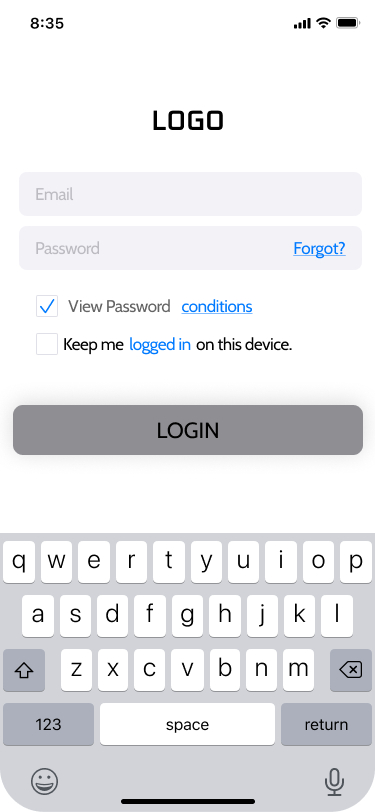 8:35
LOGO
Email
Password Forgot?
View Password conditions
Keep me logged in on this device.
LOGIN
q w e r t y u i o p
a s d f g h j k l
z x c v b n m
123 space return